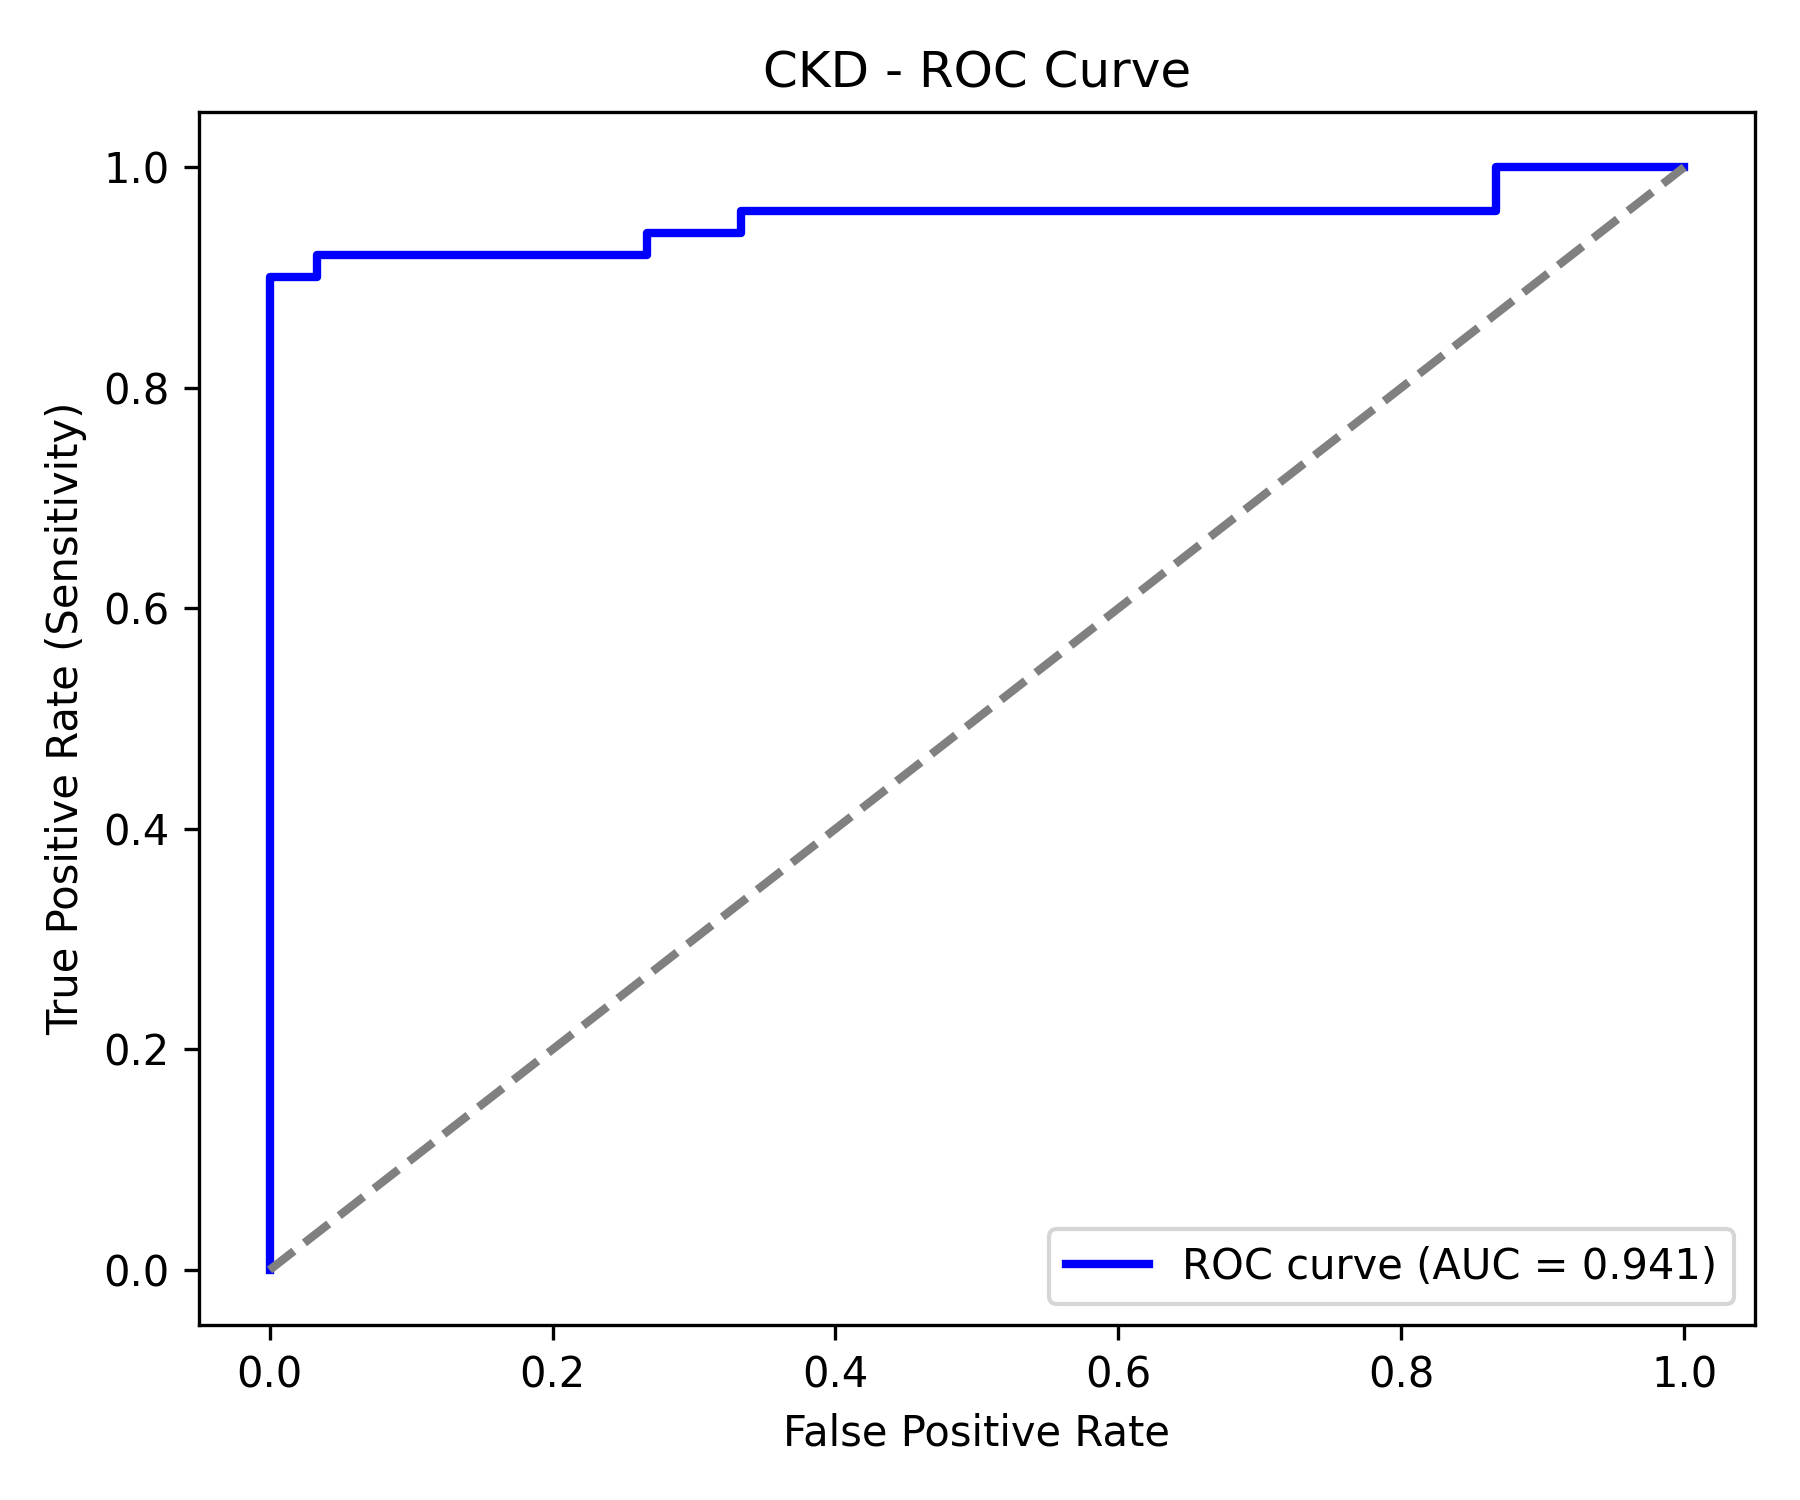 CKD - ROC Curve
True Positive Rate (Sensitivity)
1.0
0.8
0.6
0.4
0.2
0.0
ROC curve (AUC = 0.941)
0.0 0.2 0.4 0.6 0.8 1.0
False Positive Rate